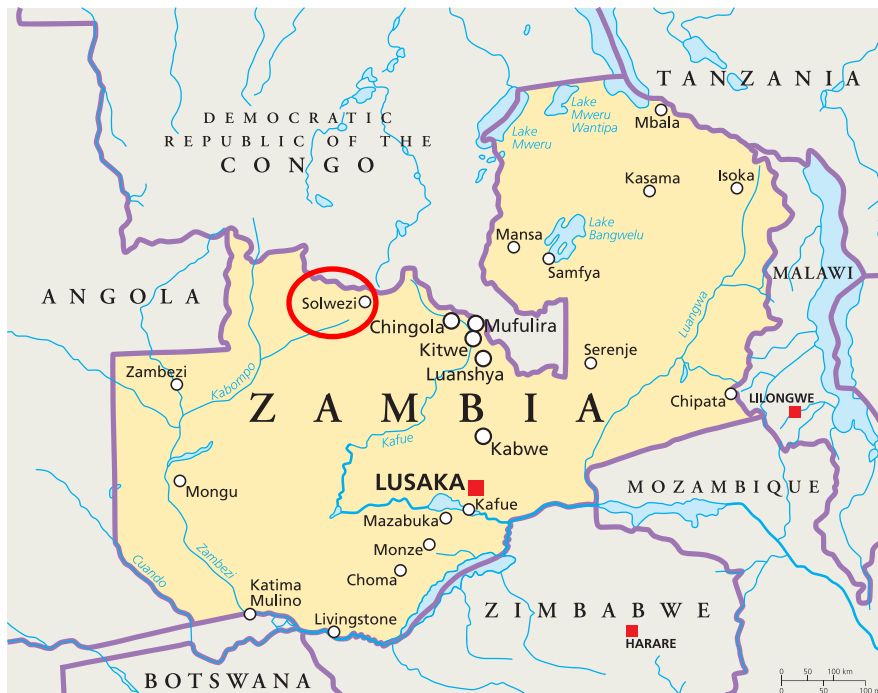 TANZANIA
DEMOCRATIC
REPUBLIC OF THE
CONGO
Lake
Mweru
Wantipa
Mbala
Lake
Mweru
Kasama
Isoka
Mansa
Lake
Bangwelu
Samfya
MALAWI
ANGOLA
Solwezi
Chingola
Mufulira
Kitwe
Luanshya
Luangwa
Serenje
Zambezi
Kabompo
Chipata
LILONGWE
ZAMBIA
Kafue
Kabwe
LUSAKA
Mongu
Kafue
MOZAMBIQUE
Mazabuka
Monze
Choma
Cuando
Zambezi
Katima
Mulino
Livingstone
ZIMBABWE
HARARE
BOTSWANA
0 50 100 km
0 50 100 m